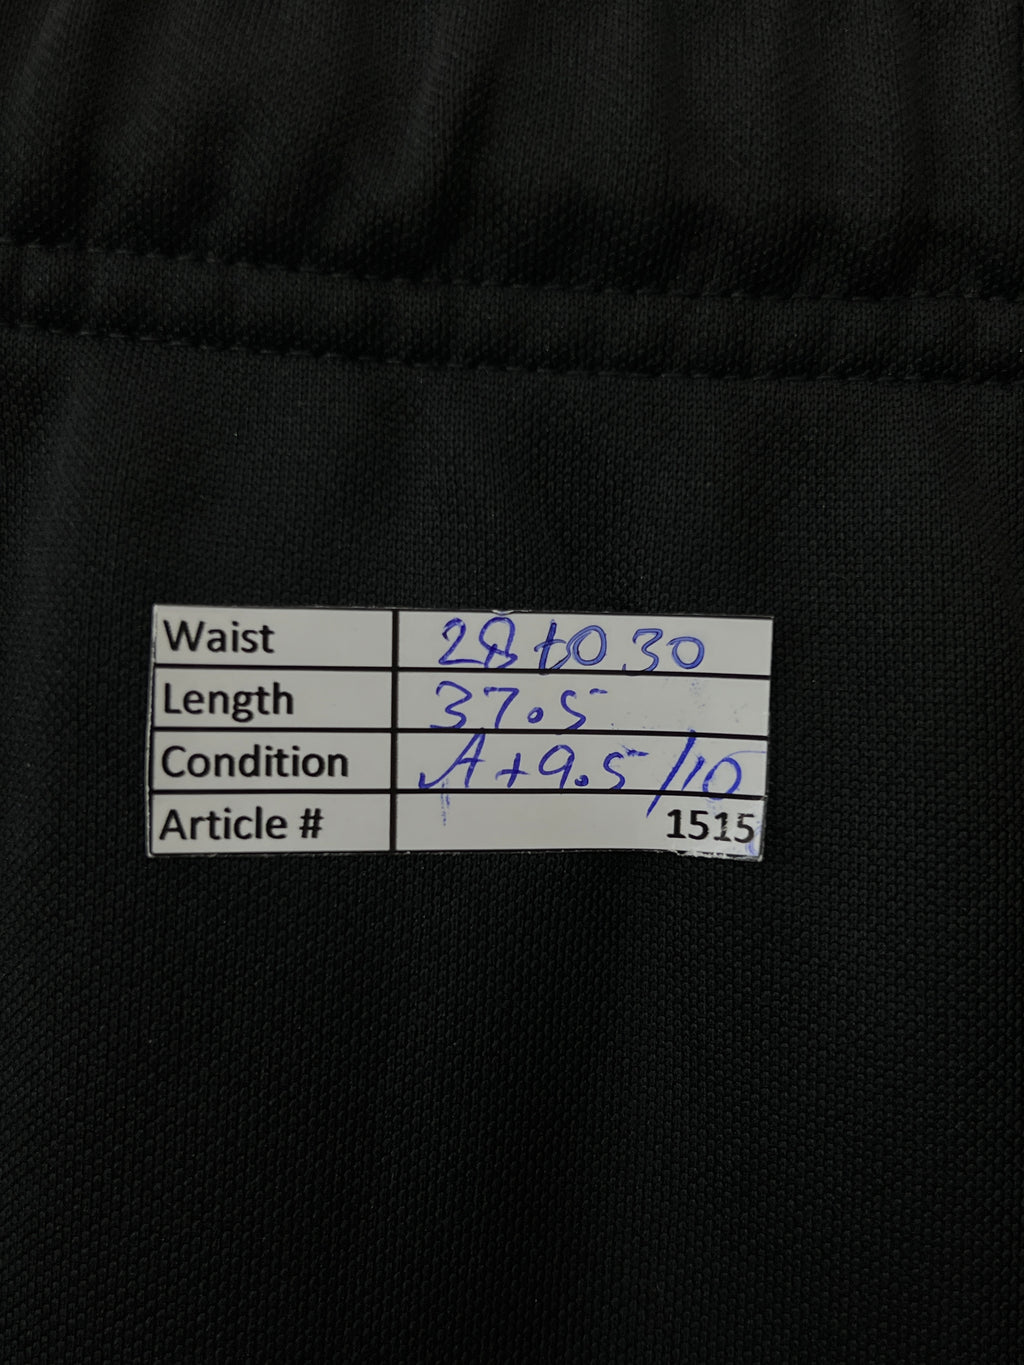 Waist 28 to 30
Length 37.5
Condition A+ 9.5/10
Article # 1515